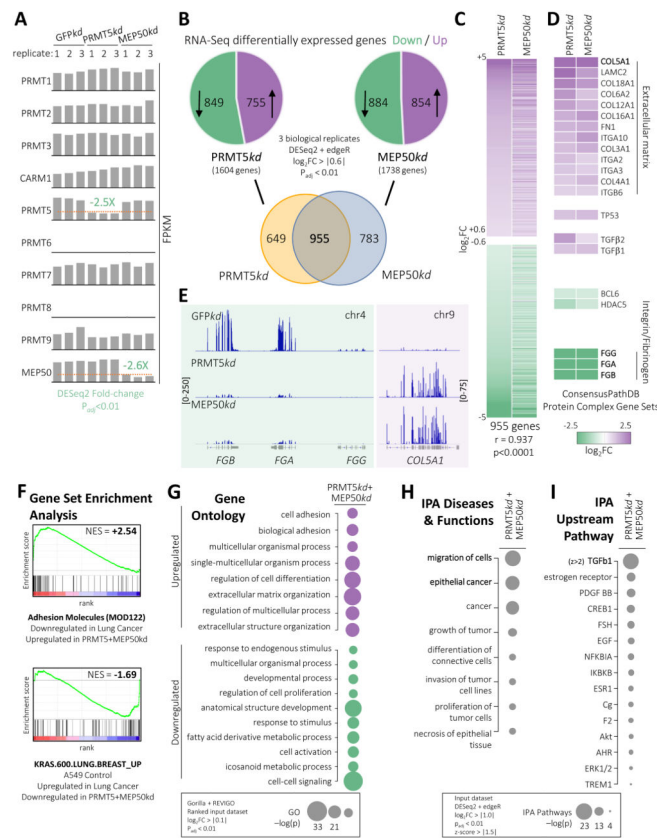 A
GFPkd PRMT5kd MEP50kd
replicate: 1 2 3 1 2 3 1 2 3
PRMT1
PRMT2
PRMT3
CARM1
PRMT5
-2.5X
PRMT6
PRMT7
PRMT8
PRMT9
MEP50
-2.6X
FPKM
DESeq2 Fold-change
Padj<0.01
B
RNA-Seq differentially expressed genes Down / Up
849
755
884
854
PRMT5kd
(1604 genes)
3 biological replicates
DESeq2 + edgeR
log2FC > |0.6|
Padj < 0.01
MEP50kd
(1738 genes)
649
955
783
PRMT5kd
MEP50kd
C
PRMT5kd
MEP50kd
+5
+0.6
-0.6
log2FC
-5
955 genes
r = 0.937
p<0.0001
D
PRMT5kd
MEP50kd
COL5A1
LAMC2
COL18A1
COL6A2
COL12A1
COL16A1
FN1
ITGA10
COL3A1
ITGA2
ITGA3
COL4A1
ITGB6
Extracellular matrix
TP53
TGFβ2
TGFβ1
BCL6
HDAC5
FGG
FGA
FGB
Integrin/Fibrinogen
ConsensusPathDB
Protein Complex Gene Sets
-2.5 +2.5
log2FC
E
GFPkd
chr4
chr9
PRMT5kd
MEP50kd
[0-250]
[0-75]
FGB FGA FGG COL5A1
F
Gene Set Enrichment
Analysis
NES = +2.54
Enrichment score
rank
Adhesion Molecules (MOD122)
Downregulated in Lung Cancer
Upregulated in PRMT5+MEP50kd
NES = -1.69
Enrichment score
rank
KRAS.600.LUNG.BREAST_UP
A549 Control
Upregulated in Lung Cancer
Downregulated in PRMT5+MEP50kd
G
Gene
Ontology
PRMT5kd+
MEP50kd
Upregulated
cell adhesion
biological adhesion
multicellular organismal process
single-multicellular organism process
regulation of cell differentiation
extracellular matrix organization
regulation of multicellular process
extracellular structure organization
Downregulated
response to endogenous stimulus
multicellular organismal process
developmental process
regulation of cell proliferation
anatomical structure development
response to stimulus
fatty acid derivative metabolic process
cell activation
icosanoid metabolic process
cell-cell signaling
Gorilla + REVIGO
Ranked input dataset
log2FC > |0.1|
Padj < 0.01
GO
−log(p)
33 21
H
IPA Diseases
& Functions
PRMT5kd +
MEP50kd
migration of cells
epithelial cancer
cancer
growth of tumor
differentiation of
connective cells
invasion of tumor
cell lines
proliferation of
tumor cells
necrosis of epithelial
tissue
I
IPA
Upstream
Pathway
PRMT5kd +
MEP50kd
(z>2) TGFb1
estrogen receptor
PDGF BB
CREB1
FSH
EGF
NFKBIA
IKBKB
ESR1
Cg
F2
Akt
AHR
ERK1/2
TREM1
Input dataset
DESeq2 + edgeR
log2FC > |1.0|
padj < 0.01
z-score > |1.5|
IPA Pathways
−log(p)
23 13 4